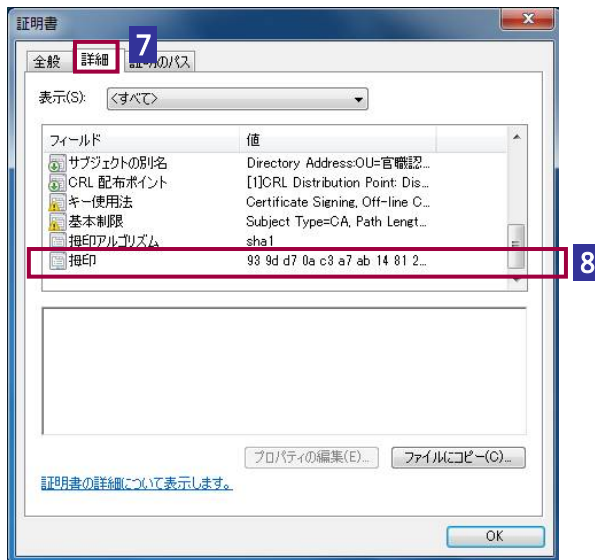 証明書
7
全般 詳細 証明のパス
表示(S): <すべて>
フィールド 値
サブジェクトの別名 Directory Address:OU=官職認...
CRL 配布ポイント [1]CRL Distribution Point: Dis...
キー使用法 Certificate Signing, Off-line C...
基本制限 Subject Type=CA, Path Lengt...
拇印アルゴリズム sha1
拇印 93 9d d7 0a c3 a7 ab 14 81 2...
8
プロパティの編集(E)... ファイルにコピー(C)...
証明書の詳細について表示します。
OK